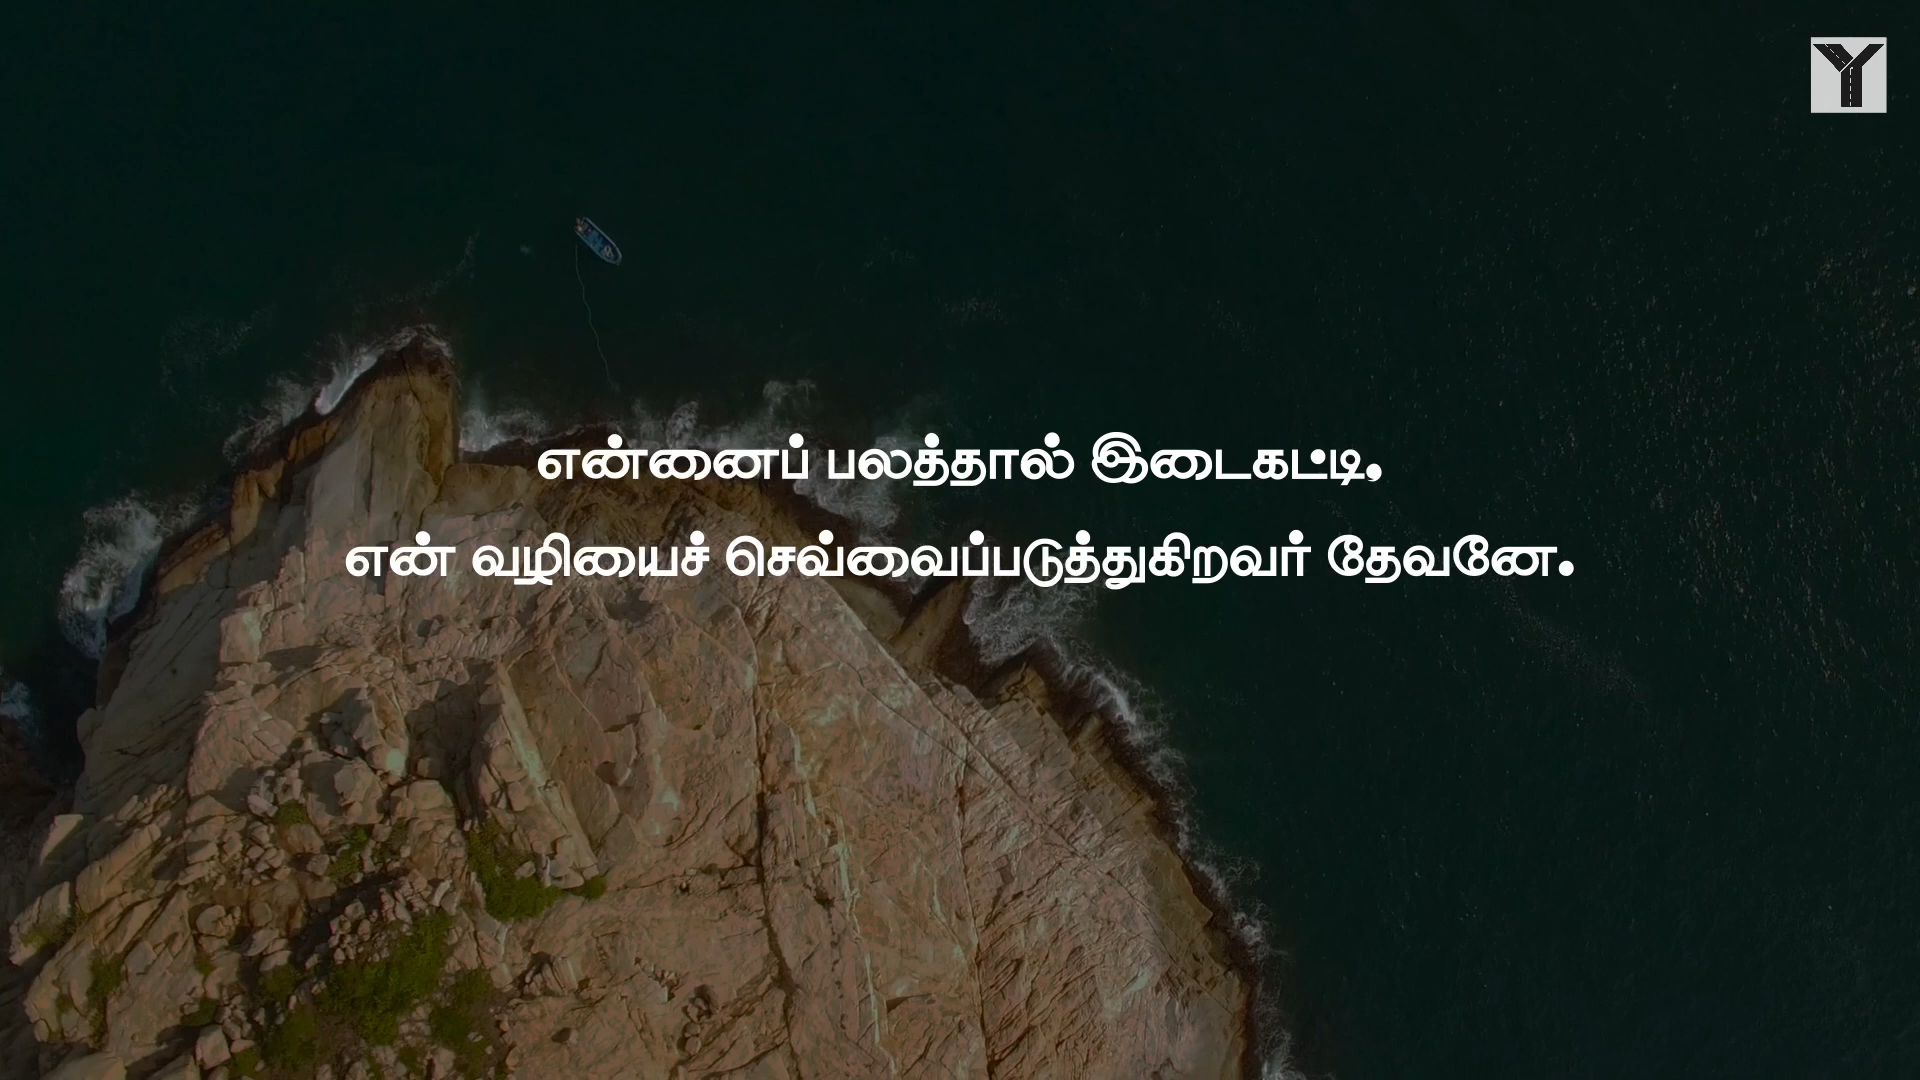 என்னைப் பலத்தால் இடைகட்டி,
என் வழியைச் செவ்வைப்படுத்துகிறவர் தேவனே.